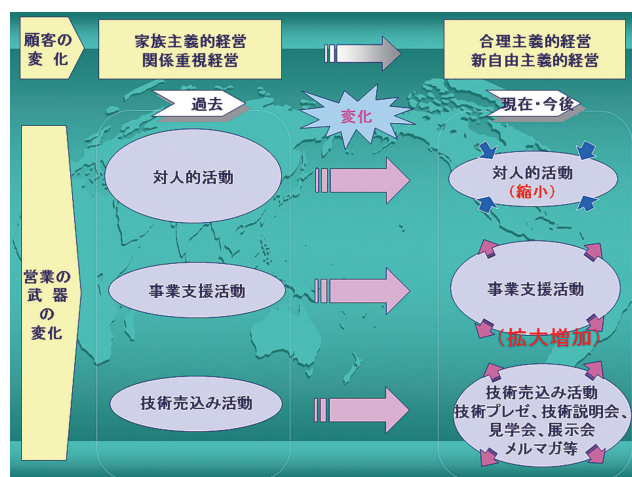 顧客の
変 化
家族主義的経営
関係重視経営
合理主義的経営
新自由主義的経営
過去
変化
現在・今後
営業の
武 器
の
変化
対人的活動
対人的活動
(縮小)
事業支援活動
事業支援活動
(拡大増加)
技術売込み活動
技術売込み活動
技術プレゼ、技術説明会、
見学会、展示会
メルマガ等